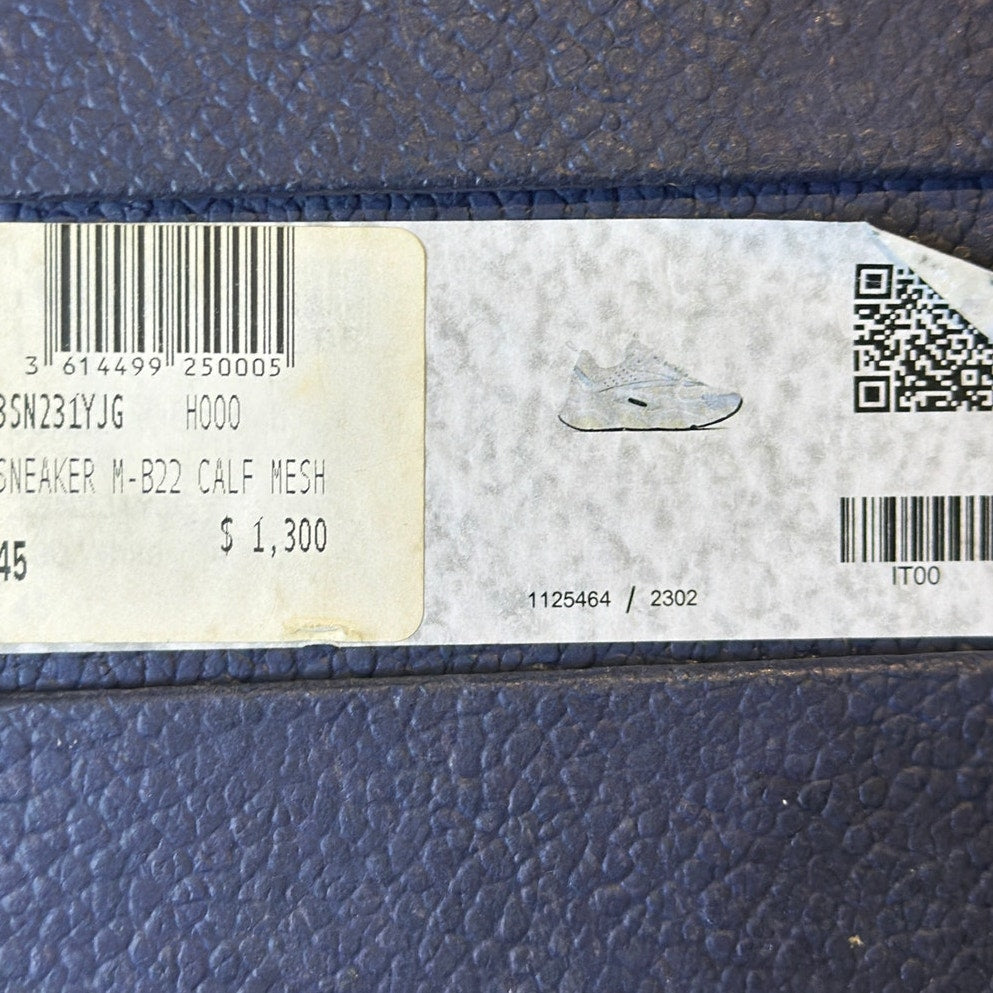 3 614499 250005
3SN231YJG H000
SNEAKER M-B22 CALF MESH
$ 1,300
45
1125464 / 2302
IT00